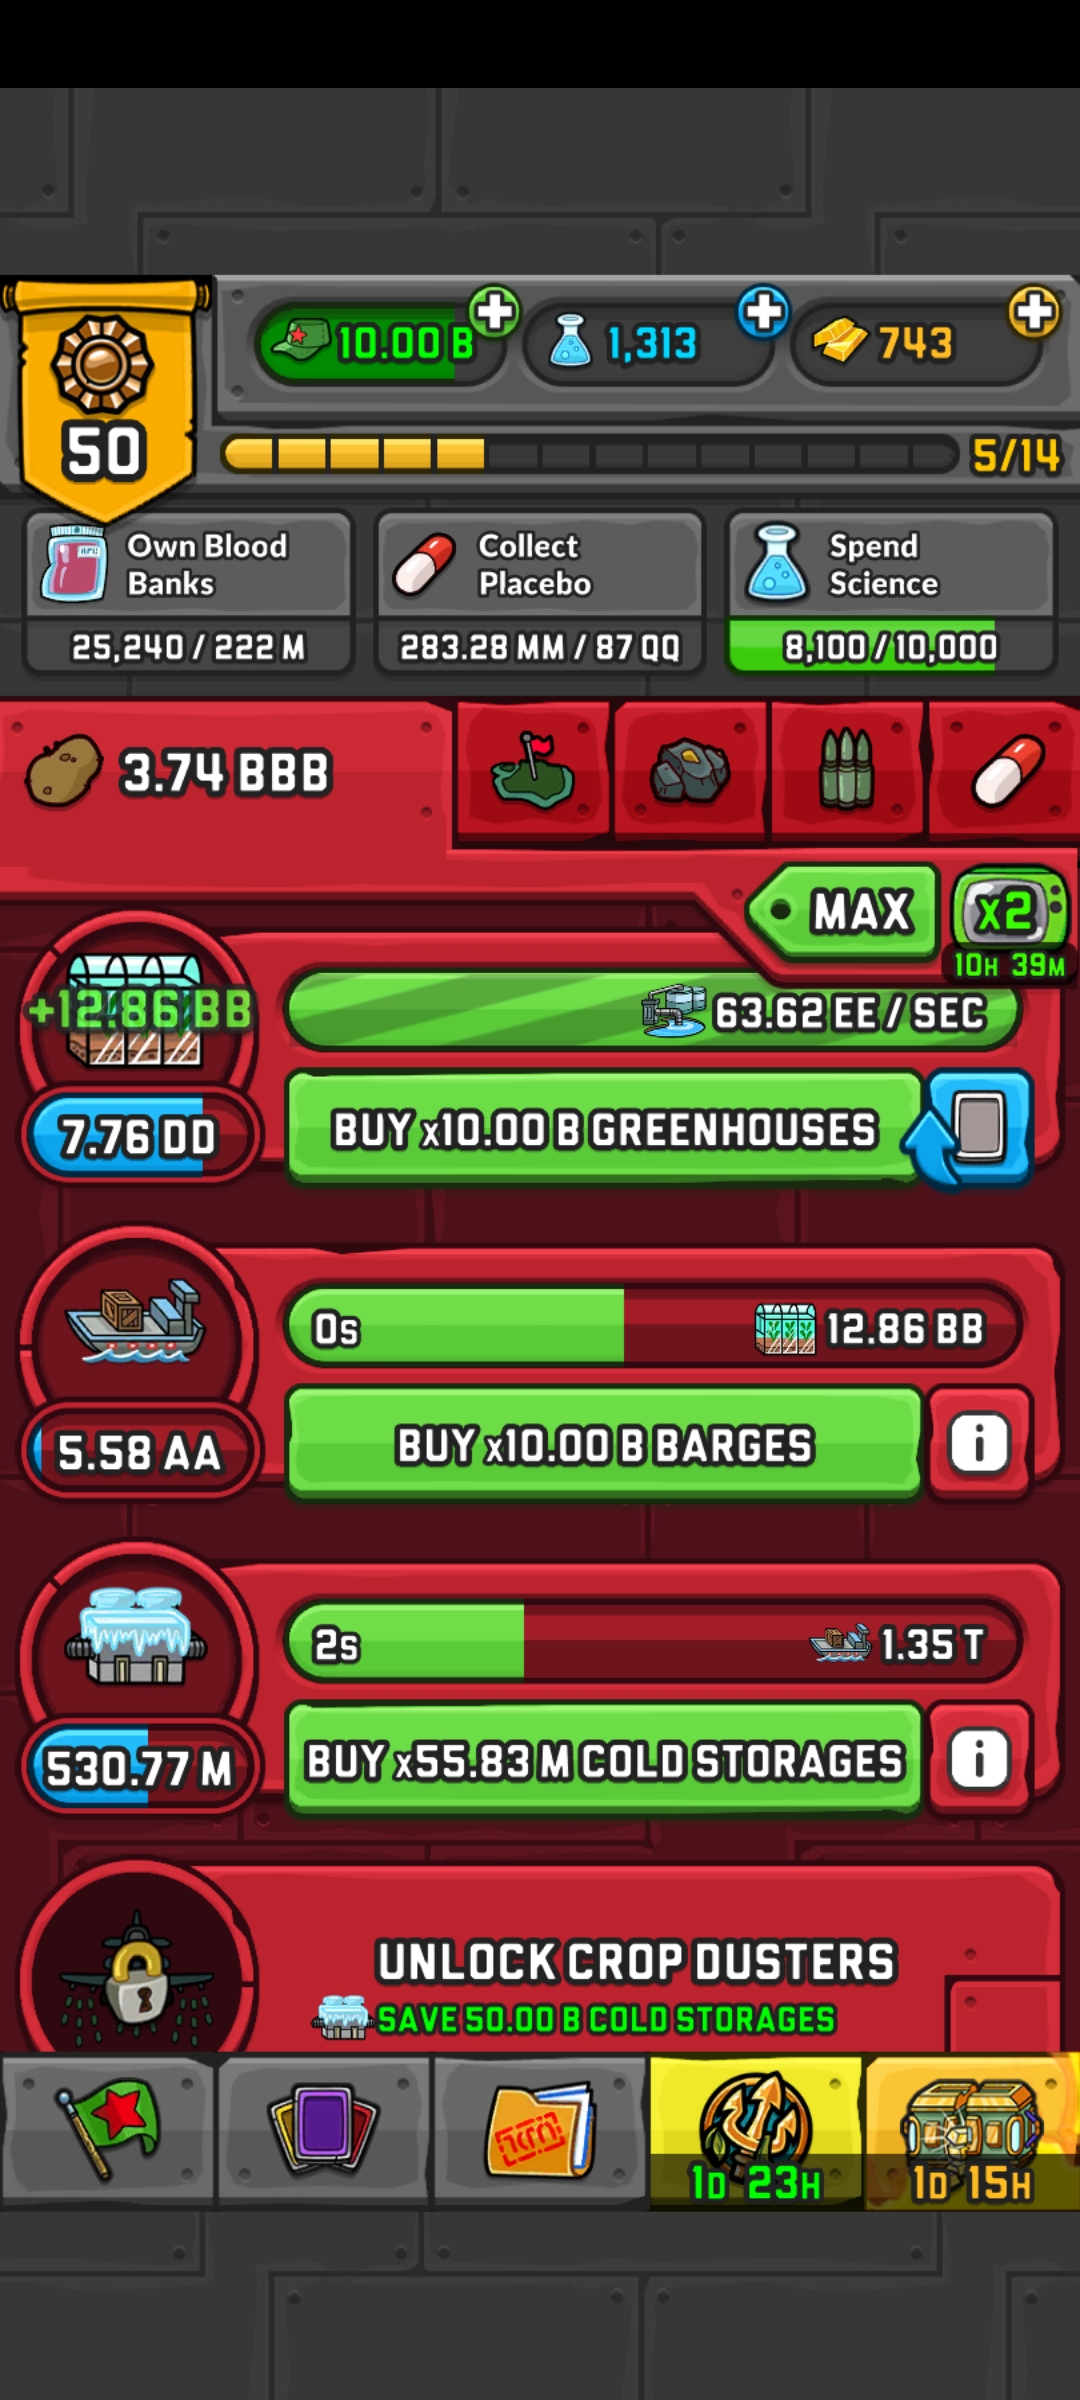 50
10.00 B
1,313
743
5/14
Own Blood
Banks
25,240 / 222 M
Collect
Placebo
283.28 MM / 87 QQ
Spend
Science
8,100 / 10,000
3.74 BBB
MAX
x2
10H 39M
+12.86 BB
63.62 EE / SEC
7.76 DD
BUY x10.00 B GREENHOUSES
0s
12.86 BB
5.58 AA
BUY x10.00 B BARGES
i
2s
1.35 T
530.77 M
BUY x55.83 M COLD STORAGES
i
UNLOCK CROP DUSTERS
SAVE 50.00 B COLD STORAGES
1D 23H
1D 15H